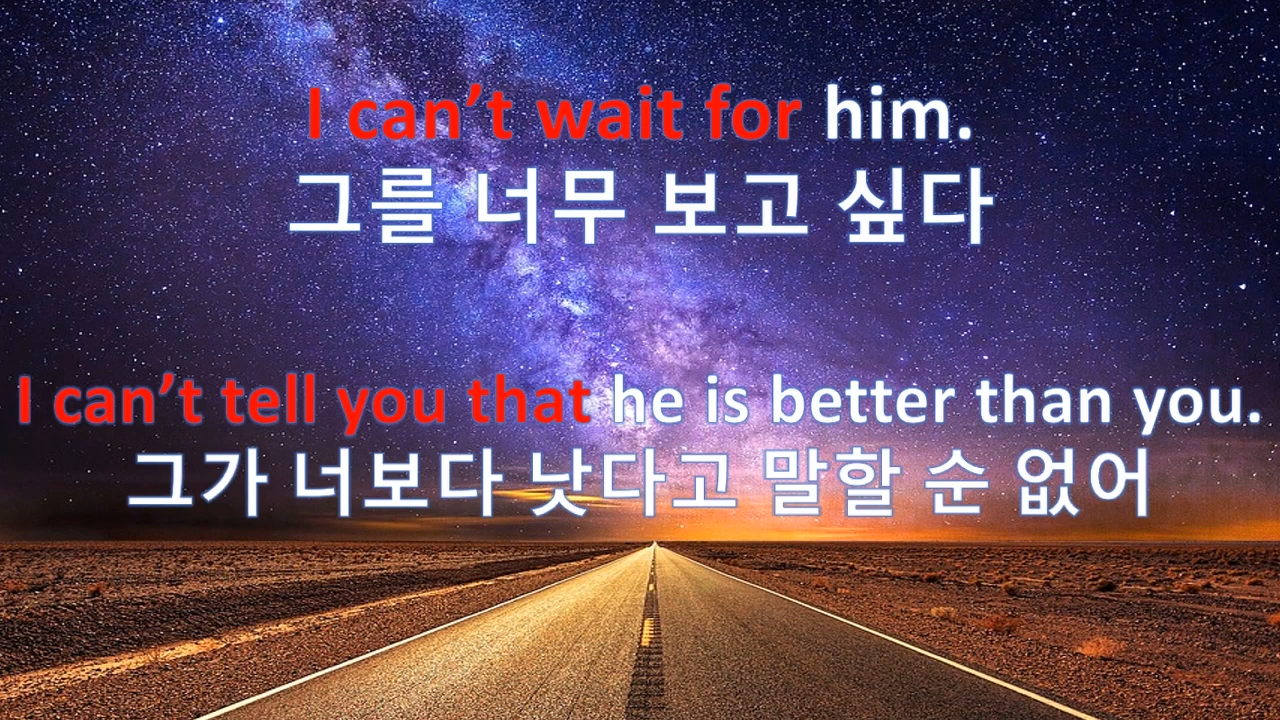 I can’t wait for him.
그를 너무 보고 싶다
I can’t tell you that he is better than you.
그가 너보다 낫다고 말할 순 없어